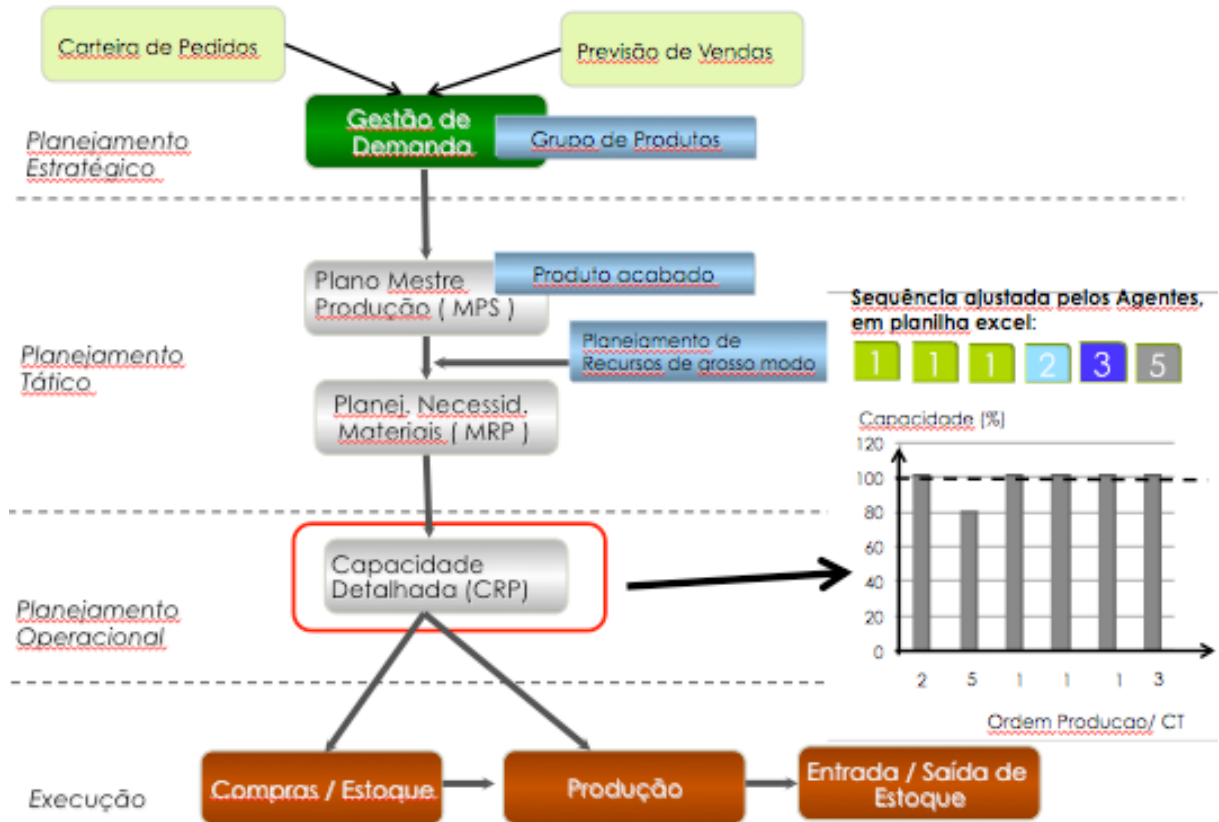 Carteira de Pedidos
Previsão de Vendas
Gestão de
Demanda
Grupo de Produtos
Planejamento
Estratégico
Plano Mestre
Produção ( MPS )
Produto acabado
Planejamento de
Recursos de grosso modo
Planejamento
Tático
Planej. Necessid.
Materiais ( MRP )
Sequência ajustada pelos Agentes,
em planilha excel:
1 1 1 2 3 5
Capacidade (%)
120
100
80
60
40
20
0
2 5 1 1 1 3
Ordem Producao/ CT
Capacidade
Detalhada (CRP)
Planejamento
Operacional
Execução
Compras / Estoque
Produção
Entrada / Saída de
Estoque